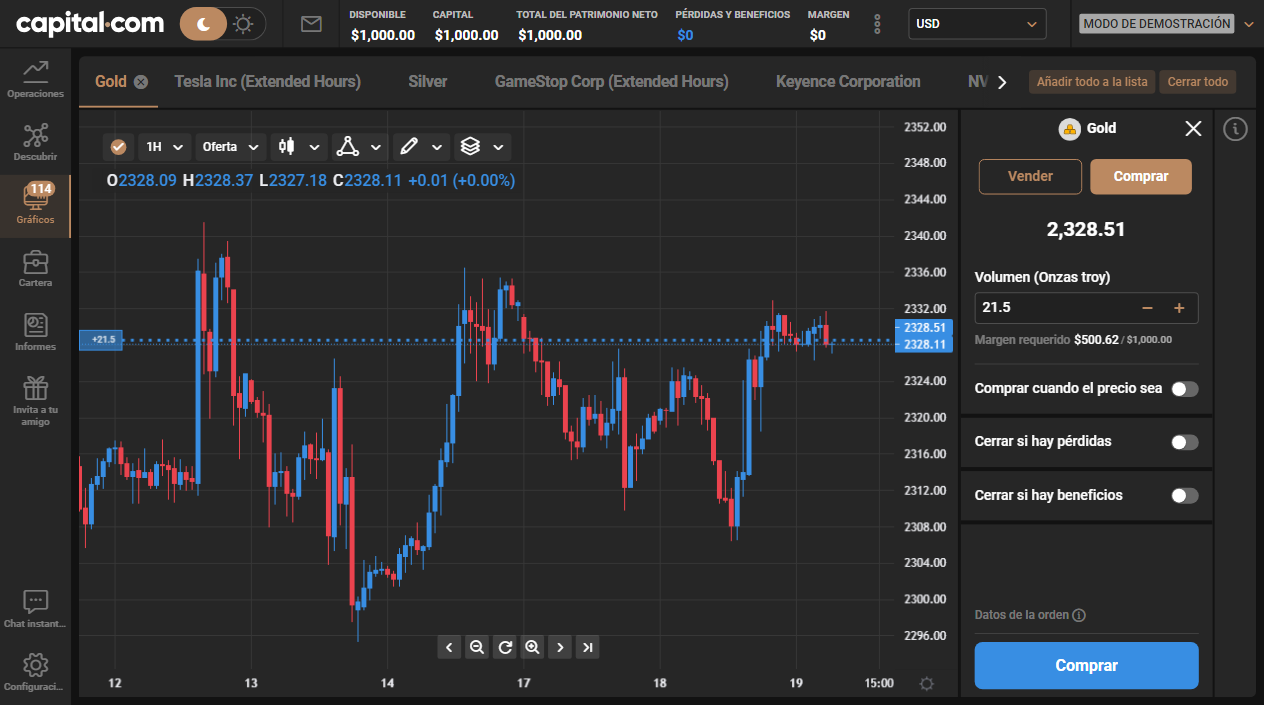 capital.com
DISPONIBLE
$1,000.00
CAPITAL
$1,000.00
TOTAL DEL PATRIMONIO NETO
$1,000.00
PÉRDIDAS Y BENEFICIOS
$0
MARGEN
$0
USD
MODO DE DEMOSTRACIÓN
Operaciones
Descubrir
114
Gráficos
Cartera
Informes
Invita a tu
amigo
Chat instant...
Configuraci...
Gold
Tesla Inc (Extended Hours)
Silver
GameStop Corp (Extended Hours)
Keyence Corporation
NV
Añadir todo a la lista
Cerrar todo
1H
Oferta
O2328.09 H2328.37 L2327.18 C2328.11 +0.01 (+0.00%)
+21.5
2352.00
2348.00
2344.00
2340.00
2336.00
2332.00
2328.51
2328.11
2324.00
2320.00
2316.00
2312.00
2308.00
2304.00
2300.00
2296.00
12
13
14
17
18
19
15:00
Gold
Vender
Comprar
2,328.51
Volumen (Onzas troy)
21.5
Margen requerido $500.62 / $1,000.00
Comprar cuando el precio sea
Cerrar si hay pérdidas
Cerrar si hay beneficios
Datos de la orden
Comprar